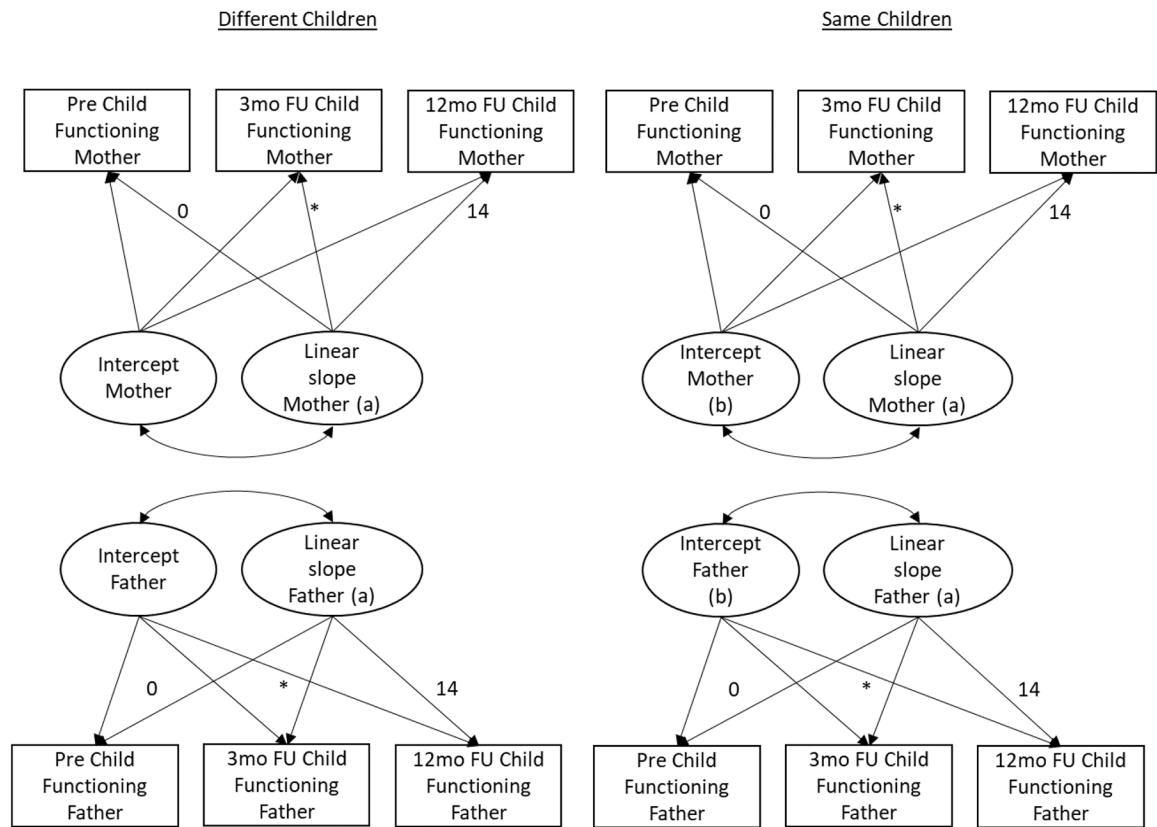 Different Children
Same Children
Pre Child
Functioning
Mother
3mo FU Child
Functioning
Mother
12mo FU Child
Functioning
Mother
Pre Child
Functioning
Mother
3mo FU Child
Functioning
Mother
12mo FU Child
Functioning
Mother
0
*
14
0
*
14
Intercept
Mother
Linear
slope
Mother (a)
Intercept
Mother
(b)
Linear
slope
Mother (a)
Intercept
Father
Linear
slope
Father (a)
Intercept
Father
(b)
Linear
slope
Father (a)
0
*
14
0
*
14
Pre Child
Functioning
Father
3mo FU Child
Functioning
Father
12mo FU Child
Functioning
Father
Pre Child
Functioning
Father
3mo FU Child
Functioning
Father
12mo FU Child
Functioning
Father